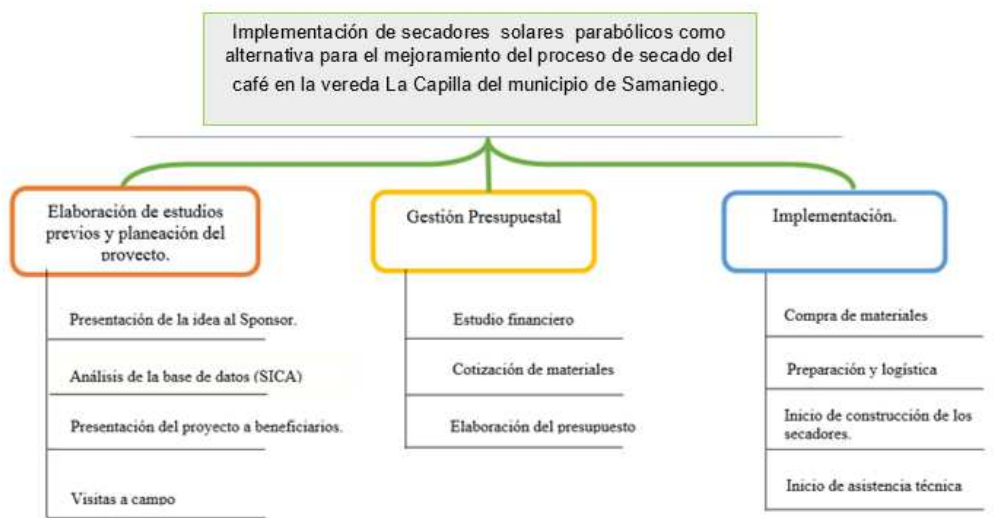 Implementación de secadores solares parabólicos como
alternativa para el mejoramiento del proceso de secado del
café en la vereda La Capilla del municipio de Samaniego.
Elaboración de estudios
previos y planeación del
proyecto.
Presentación de la idea al Sponsor.
Análisis de la base de datos (SICA)
Presentación del proyecto a beneficiarios.
Visitas a campo
Gestión Presupuestal
Estudio financiero
Cotización de materiales
Elaboración del presupuesto
Implementación.
Compra de materiales
Preparación y logística
Inicio de construcción de los
secadores.
Inicio de asistencia técnica